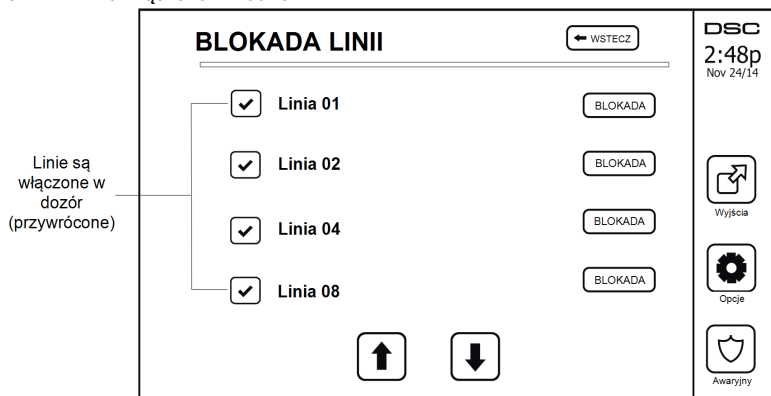 BLOKADA LINII
WSTECZ
DSC
2:48p
Nov 24/14
Linia 01
BLOKADA
Linia 02
BLOKADA
Linie są
włączone w
dozór
(przywrócone)
Linia 04
BLOKADA
Linia 08
BLOKADA
Wyjścia
Opcje
Awaryjny